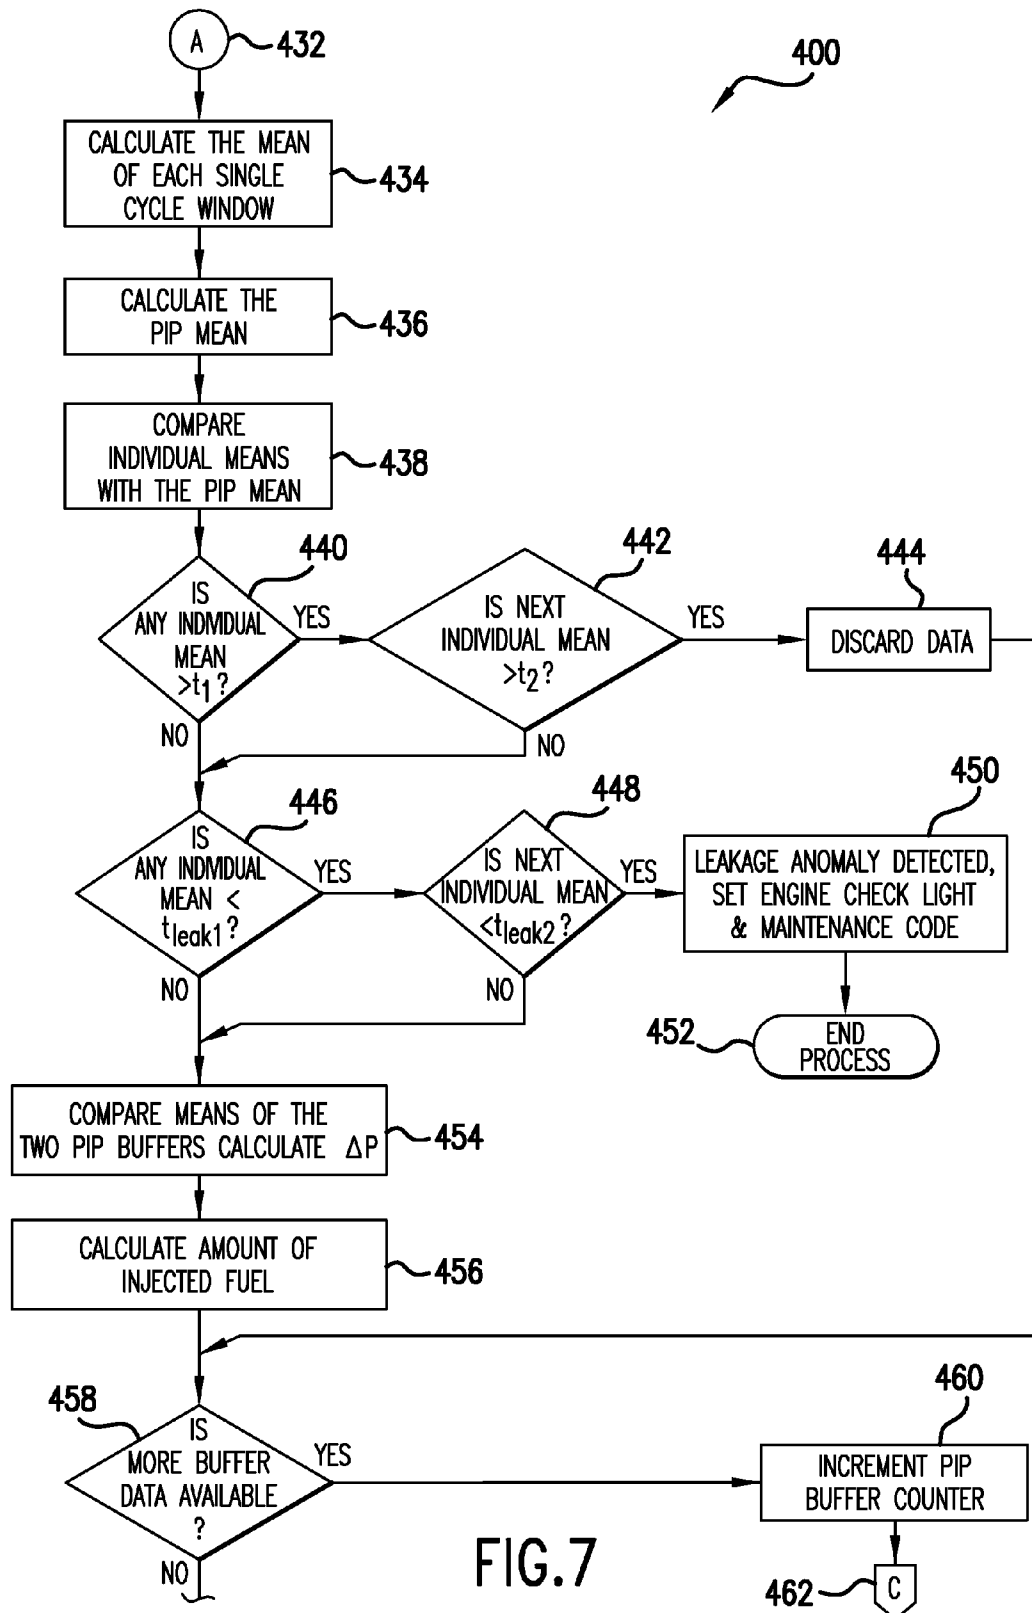 A
432
400
CALCULATE THE MEAN
OF EACH SINGLE
CYCLE WINDOW
434
CALCULATE THE
PIP MEAN
436
COMPARE
INDIVIDUAL MEANS
WITH THE PIP MEAN
438
440
IS
ANY INDIVIDUAL
MEAN
>t1?
YES
NO
442
IS NEXT
INDIVIDUAL MEAN
>t2?
YES
NO
444
DISCARD DATA
446
IS
ANY INDIVIDUAL
MEAN <
tleak1?
YES
NO
448
IS NEXT
INDIVIDUAL MEAN
<tleak2?
YES
NO
450
LEAKAGE ANOMALY DETECTED,
SET ENGINE CHECK LIGHT
& MAINTENANCE CODE
452
END
PROCESS
COMPARE MEANS OF THE
TWO PIP BUFFERS CALCULATE ΔP
454
CALCULATE AMOUNT OF
INJECTED FUEL
456
458
IS
MORE BUFFER
DATA AVAILABLE
?
YES
NO
460
INCREMENT PIP
BUFFER COUNTER
462
C
FIG.7